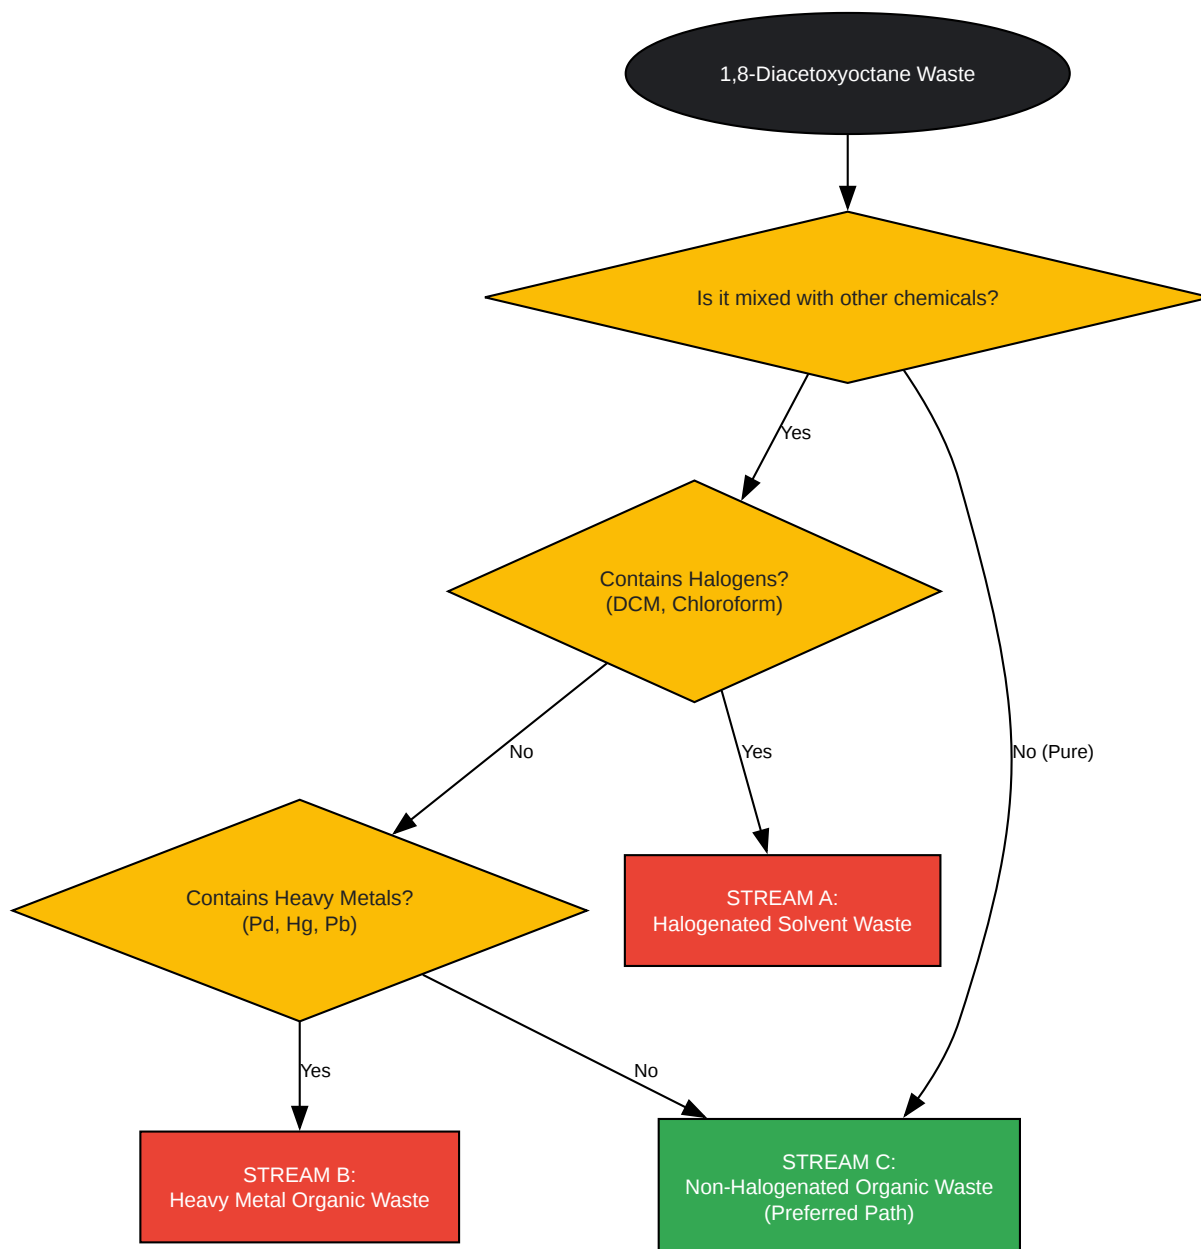 1,8-Diacetoxyoctane Waste
Is it mixed with other chemicals?
Yes
Contains Halogens?
(DCM, Chloroform)
No
Yes
No (Pure)
Contains Heavy Metals?
(Pd, Hg, Pb)
STREAM A:
Halogenated Solvent Waste
Yes
No
STREAM B:
Heavy Metal Organic Waste
STREAM C:
Non-Halogenated Organic Waste
(Preferred Path)